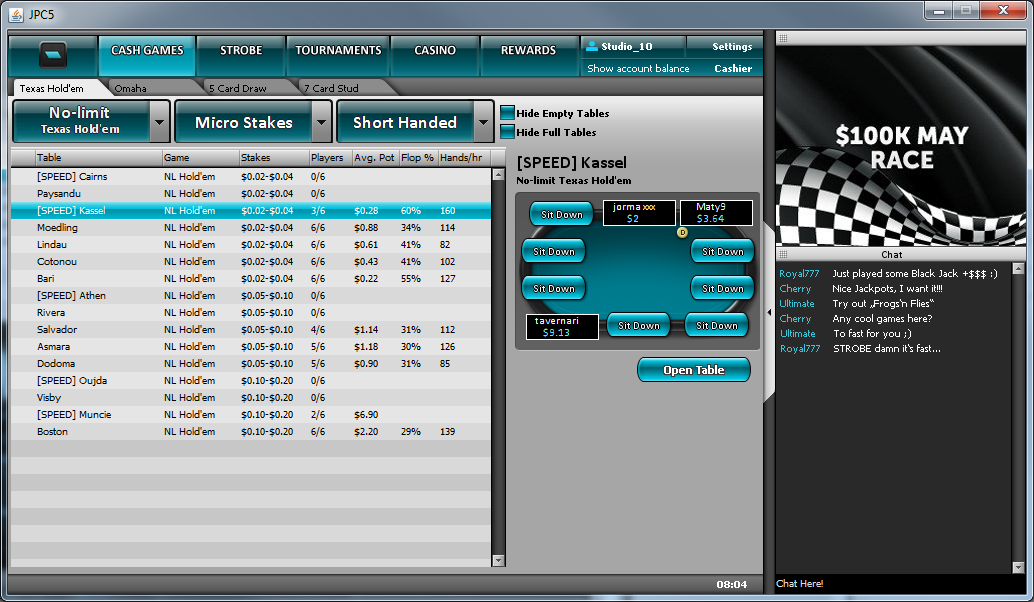 JPC5
CASH GAMES
STROBE
TOURNAMENTS
CASINO
REWARDS
Studio_10
Settings
Show account balance
Cashier
Texas Hold'em
Omaha
5 Card Draw
7 Card Stud
No-limit
Texas Hold'em
Micro Stakes
Short Handed
Hide Empty Tables
Hide Full Tables
Table Game Stakes Players Avg. Pot Flop % Hands/hr
[SPEED] Cairns NL Hold'em $0.02-$0.04 0/6
Paysandu NL Hold'em $0.02-$0.04 0/6
[SPEED] Kassel NL Hold'em $0.02-$0.04 3/6 $0.28 60% 160
Moedling NL Hold'em $0.02-$0.04 6/6 $0.88 34% 114
Lindau NL Hold'em $0.02-$0.04 6/6 $0.61 41% 82
Cotonou NL Hold'em $0.02-$0.04 6/6 $0.43 41% 102
Bari NL Hold'em $0.02-$0.04 6/6 $0.22 55% 127
[SPEED] Athen NL Hold'em $0.05-$0.10 0/6
Rivera NL Hold'em $0.05-$0.10 0/6
Salvador NL Hold'em $0.05-$0.10 4/6 $1.14 31% 112
Asmara NL Hold'em $0.05-$0.10 5/6 $1.18 30% 126
Dodoma NL Hold'em $0.05-$0.10 5/6 $0.90 31% 85
[SPEED] Oujda NL Hold'em $0.10-$0.20 0/6
Visby NL Hold'em $0.10-$0.20 0/6
[SPEED] Muncie NL Hold'em $0.10-$0.20 2/6 $6.90
Boston NL Hold'em $0.10-$0.20 6/6 $2.20 29% 139
[SPEED] Kassel
No-limit Texas Hold'em
Sit Down
jorma xxx
$2
Maty9
$3.64
D
Sit Down
Sit Down
Sit Down
Sit Down
tavernari
$9.13
Sit Down
Sit Down
Open Table
08:04
$100K MAY
RACE
Chat
Royal777 Just played some Black Jack +$$$ :)
Cherry Nice Jackpots, I want it!!!
Ultimate Try out „Frogs'n Flies“
Cherry Any cool games here?
Ultimate To fast for you ;)
Royal777 STROBE damn it's fast...
Chat Here!